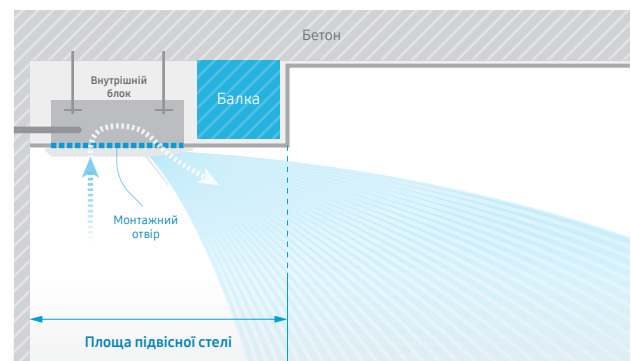 Бетон
Внутрішній
блок
Балка
Монтажний
отвір
Площа підвісної стелі